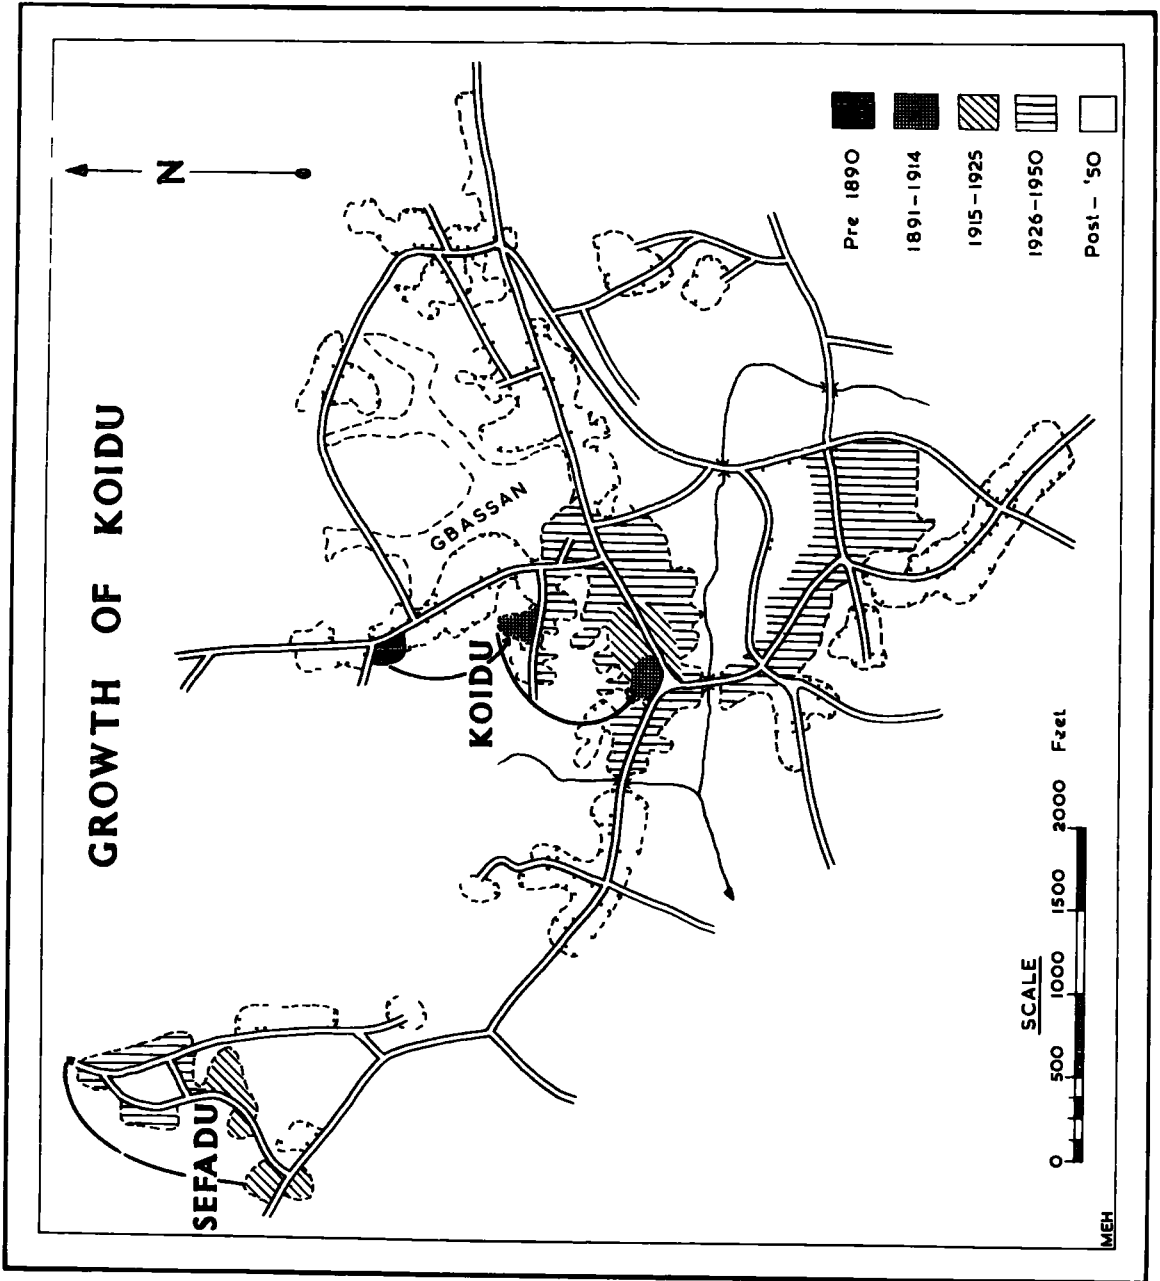 GROWTH OF KOIDU
N
SEFADU
KOIDU
GBASSAN
Pre 1890
1891-1914
1915-1925
1926-1950
Post- '50
SCALE
0 500 1000 1500 2000 Feet
MEH